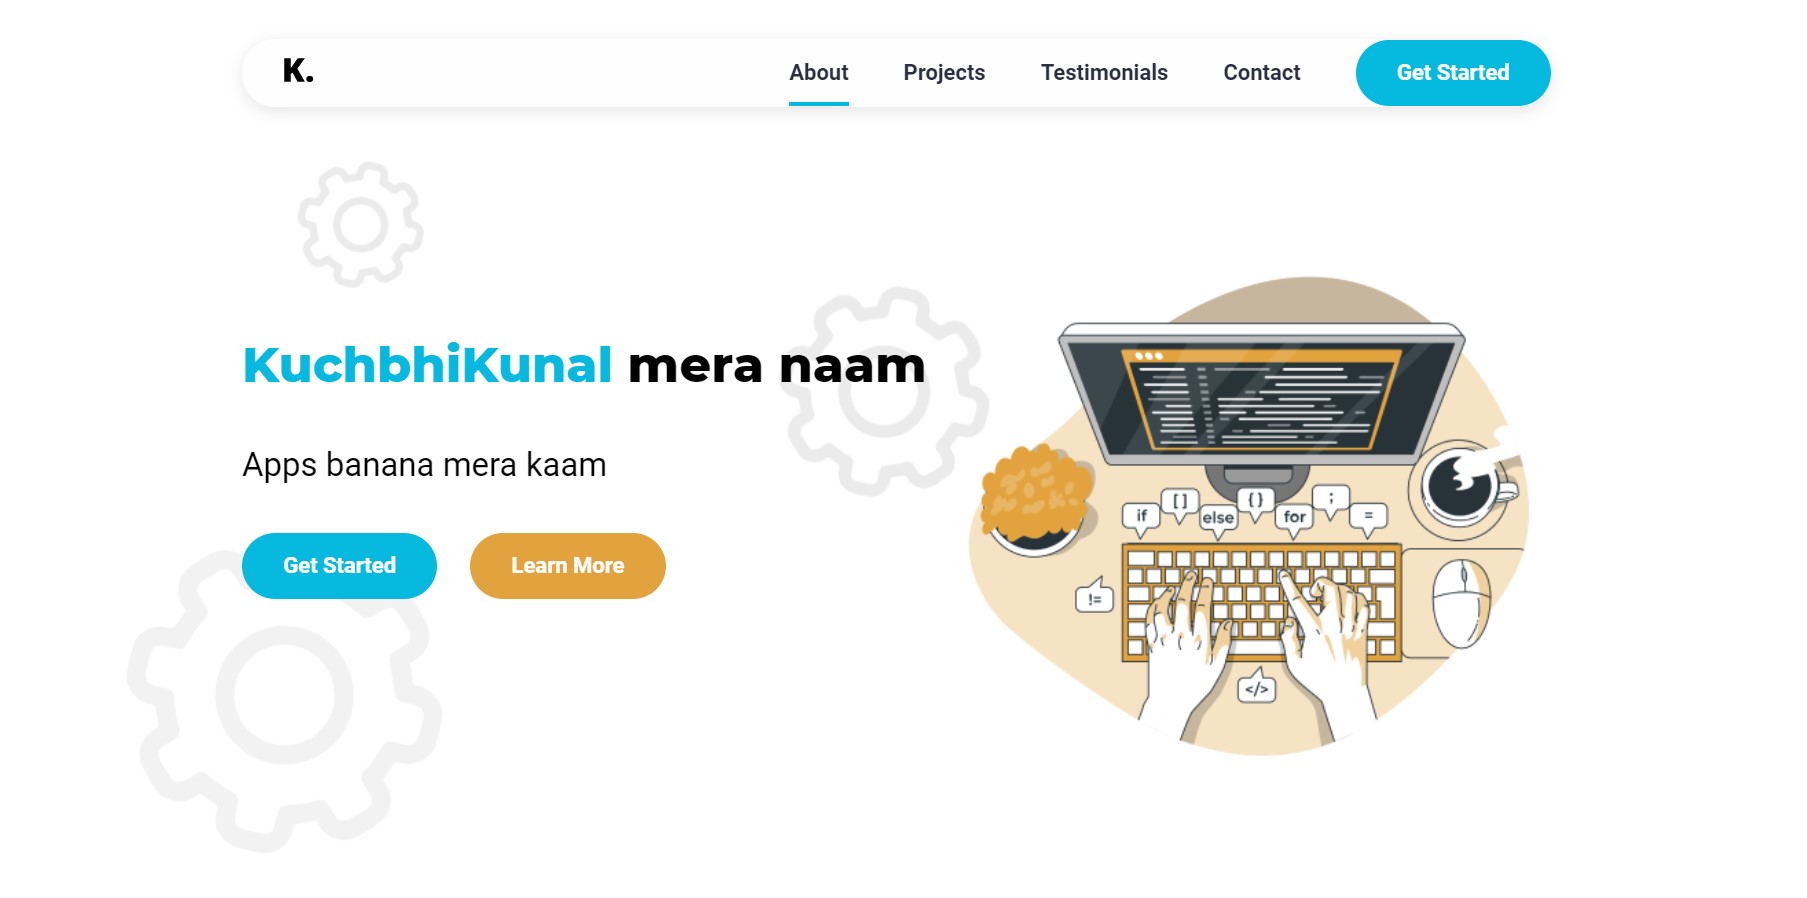 K.
About
Projects
Testimonials
Contact
Get Started
KuchbhiKunal mera naam
Apps banana mera kaam
Get Started
Learn More
if
[ ]
else
{ }
for
;
=
!=
</>